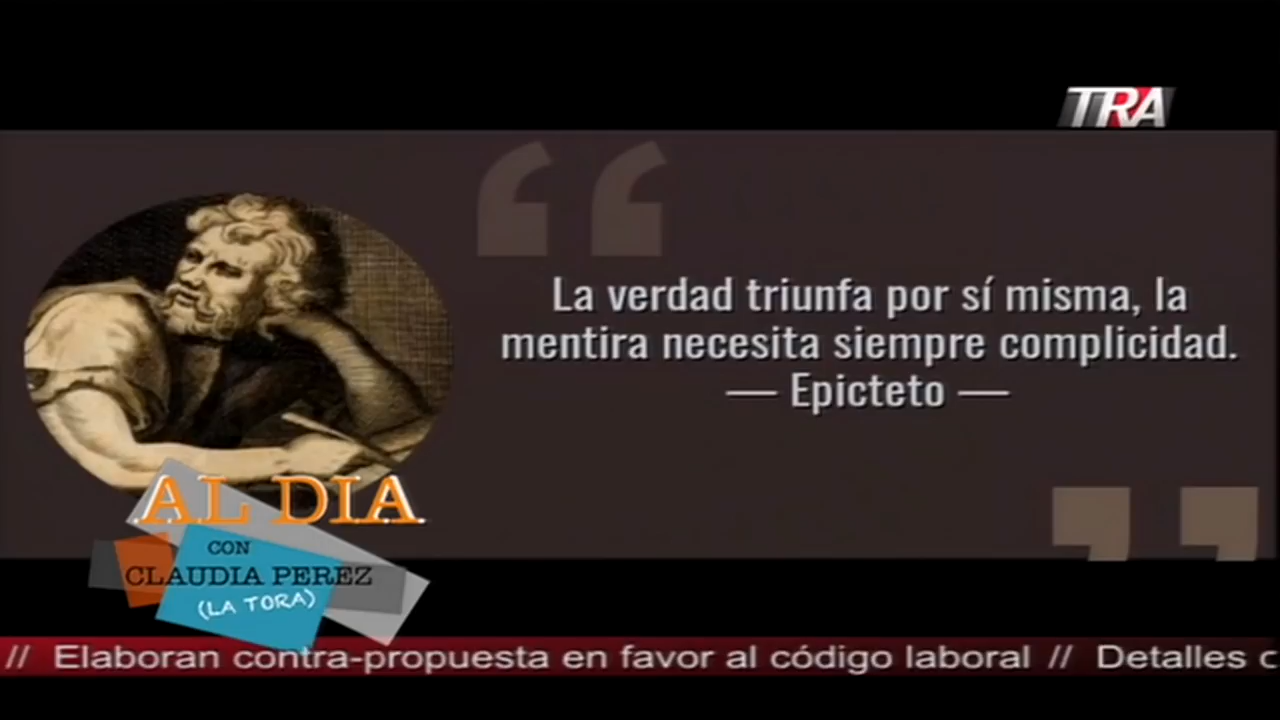 TRA
La verdad triunfa por sí misma, la
mentira necesita siempre complicidad.
— Epicteto —
AL DIA
CON
CLAUDIA PEREZ
(LA TORA)
// Elaboran contra-propuesta en favor al código laboral // Detalles